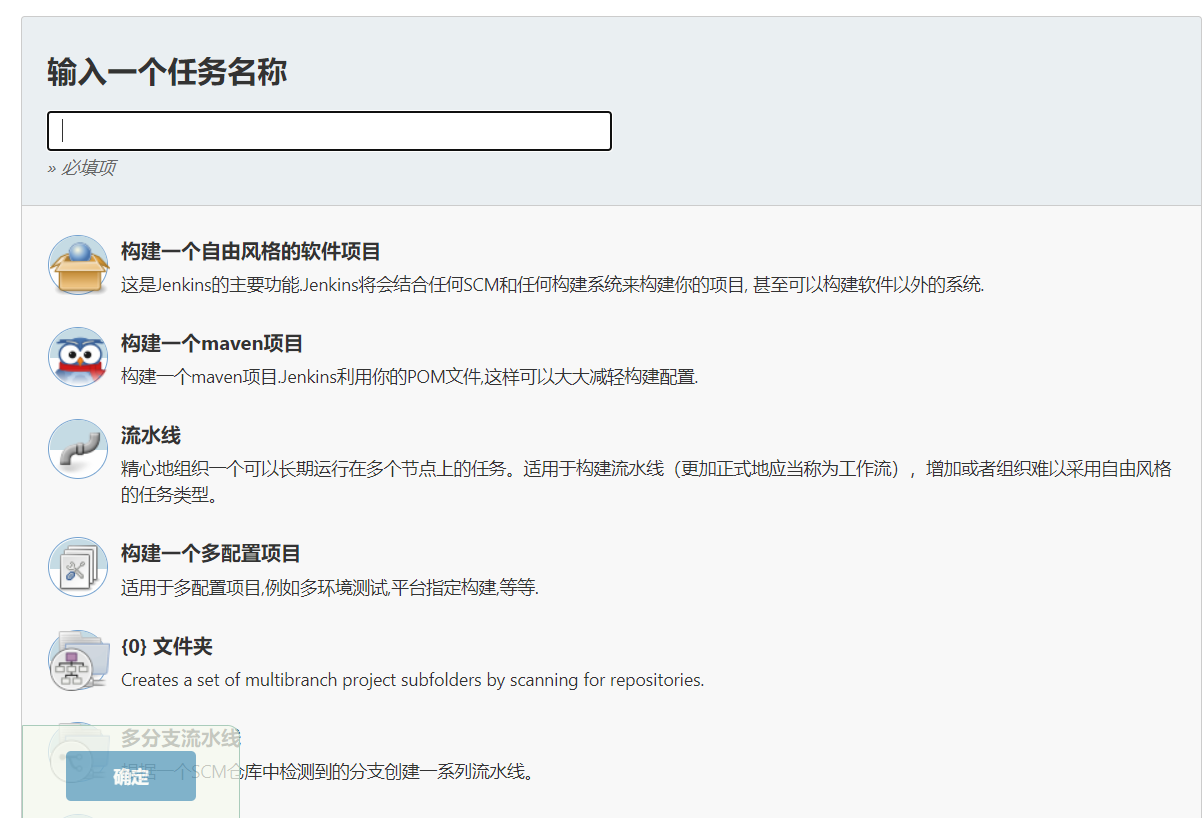 输入一个任务名称
» 必填项
构建一个自由风格的软件项目
这是Jenkins的主要功能.Jenkins将会结合任何SCM和任何构建系统来构建你的项目, 甚至可以构建软件以外的系统.
构建一个maven项目
构建一个maven项目.Jenkins利用你的POM文件,这样可以大大减轻构建配置.
流水线
精心地组织一个可以长期运行在多个节点上的任务。适用于构建流水线（更加正式地应当称为工作流），增加或者组织难以采用自由风格
的任务类型。
构建一个多配置项目
适用于多配置项目,例如多环境测试,平台指定构建,等等.
{0} 文件夹
Creates a set of multibranch project subfolders by scanning for repositories.
多分支流水线
根据一个SCM仓库中检测到的分支创建一系列流水线。
确定